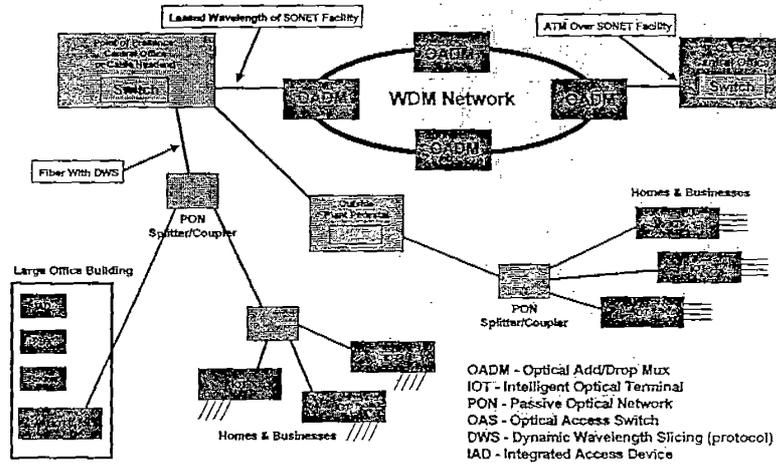 Leased Wavelength of SONET Facility
ATM Over SONET Facility
Point of Presence
Central Office
Cable Headend
Switch
OADM
OADM
WDM Network
OADM
OADM
Central Office
Switch
Fiber With DWS
PON
Splitter/Coupler
Outside
Plant Pedestal
Homes & Businesses
PON
Splitter/Coupler
Large Office Building
Homes & Businesses
OADM - Optical Add/Drop Mux
IOT - Intelligent Optical Terminal
PON - Passive Optical Network
OAS - Optical Access Switch
DWS - Dynamic Wavelength Slicing (protocol)
IAD - Integrated Access Device